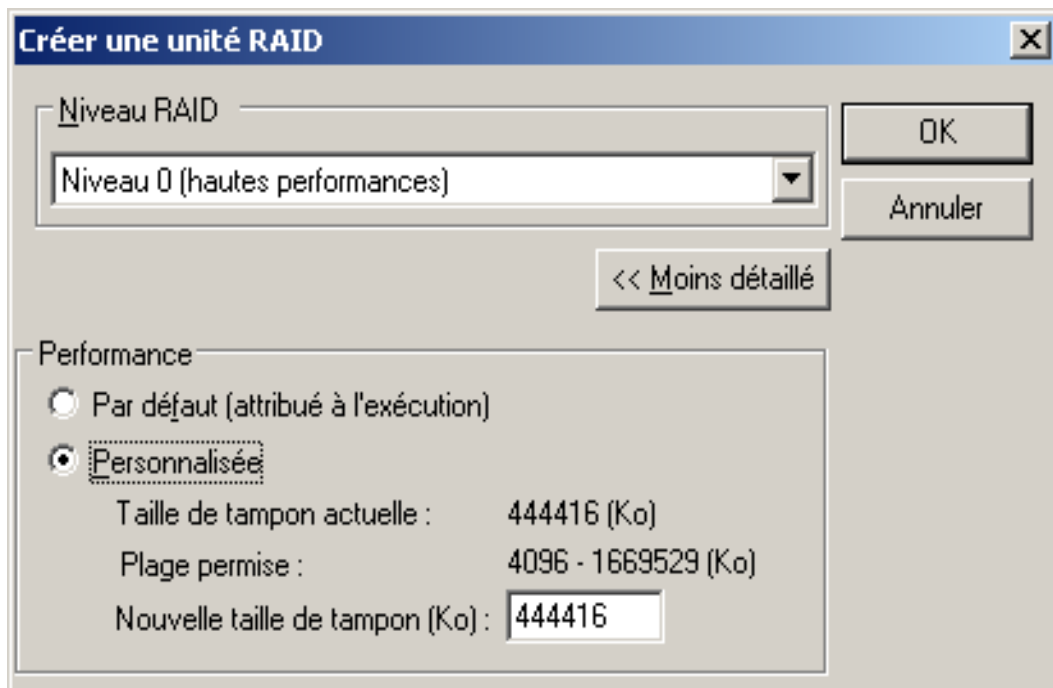 Créer une unité RAID
Niveau RAID
Niveau 0 (hautes performances)
OK
Annuler
<< Moins détaillé
Performance
Par défaut (attribué à l'exécution)
Personnalisée
Taille de tampon actuelle : 444416 (Ko)
Plage permise : 4096 - 1669529 (Ko)
Nouvelle taille de tampon (Ko) : 444416